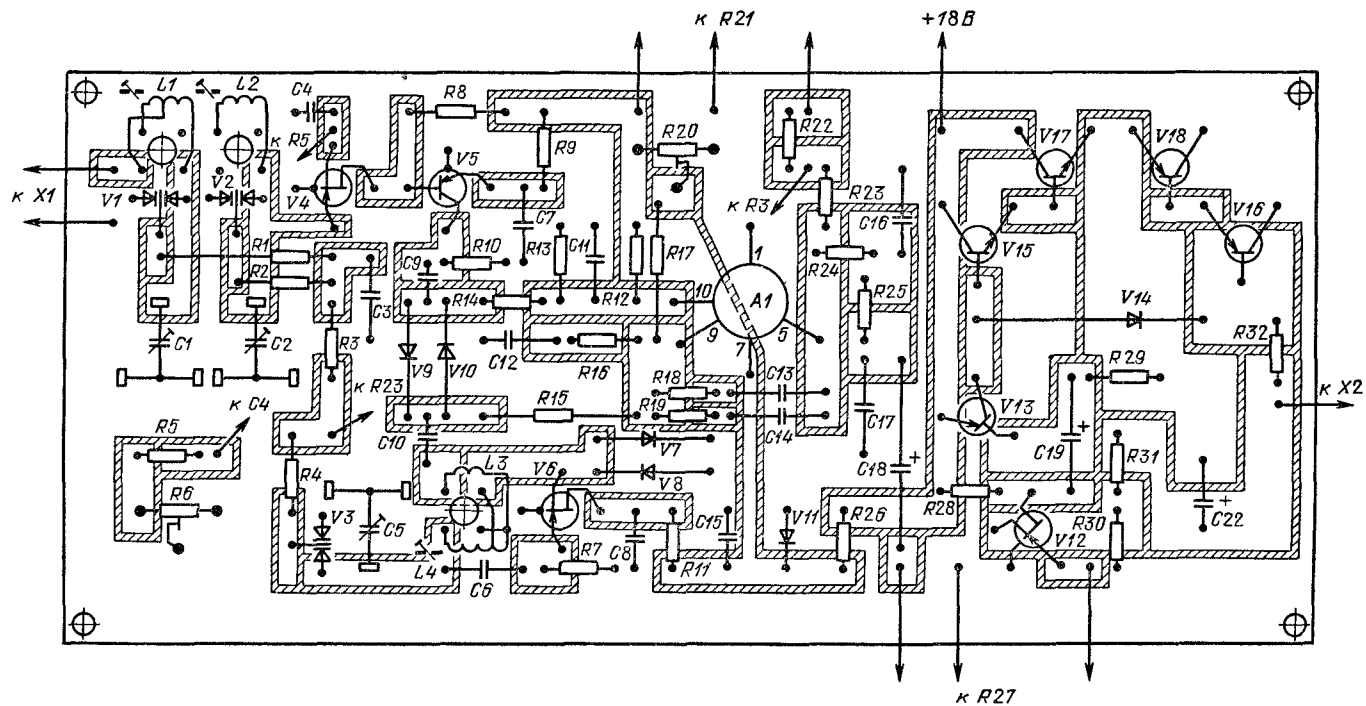 к R21
+18В
L1
L2
C4
к R5
R8
R20
R22
V17
V18
R9
V5
к X1
V1
V2
V4
C7
к R3
R23
C16
V16
R1
R2
R10
R13
C11
R17
R24
V15
C9
1
C3
R14
R12
10
A1
R25
V14
R32
C1
C2
R3
V9
V10
C12
R16
9
7
5
R29
к R23
R18
C13
к X2
к C4
R15
R19
C14
C17
V13
R5
C10
V7
C18
+
C19
+
R31
R4
L3
V6
V8
R6
V3
C5
R28
C22
+
C8
C15
V11
R26
V12
R30
L4
C6
R7
R11
к R27